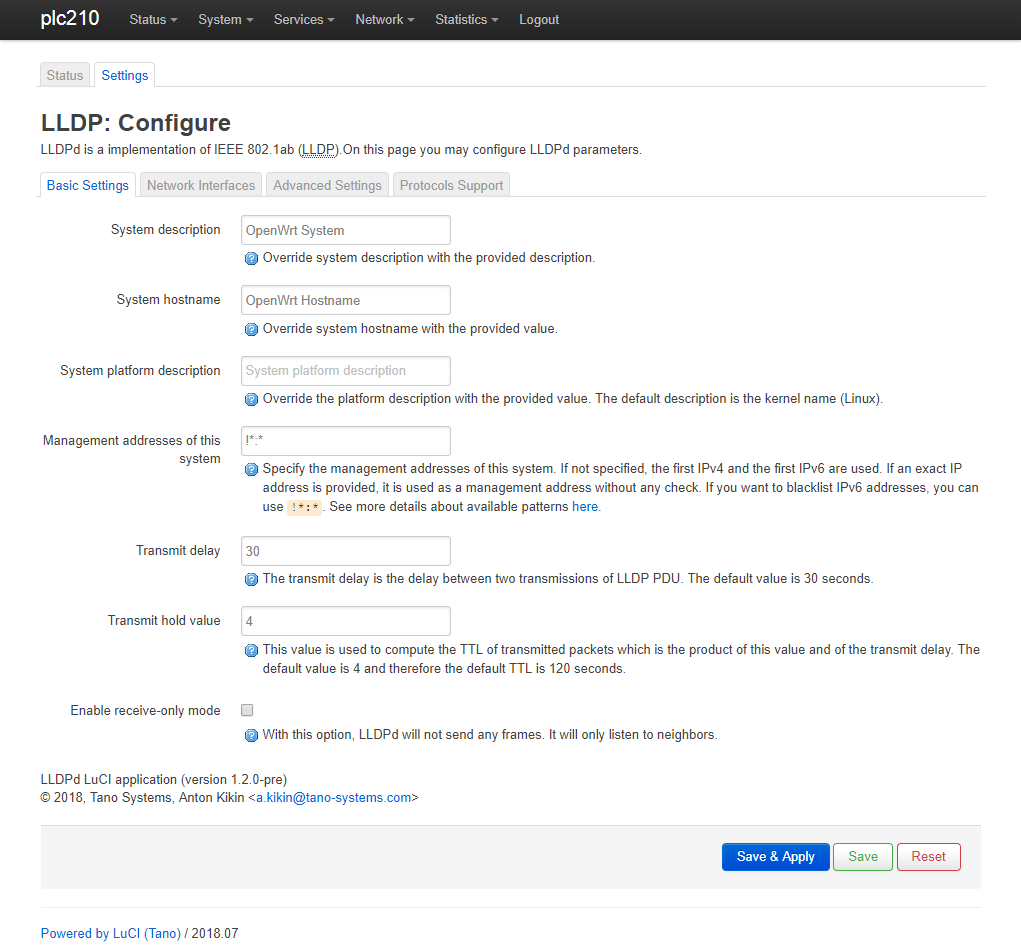 plc210 Status System Services Network Statistics Logout
Status Settings
LLDP: Configure
LLDPd is a implementation of IEEE 802.1ab (LLDP).On this page you may configure LLDPd parameters.
Basic Settings Network Interfaces Advanced Settings Protocols Support
System description OpenWrt System
Override system description with the provided description.
System hostname OpenWrt Hostname
Override system hostname with the provided value.
System platform description System platform description
Override the platform description with the provided value. The default description is the kernel name (Linux).
Management addresses of this !*:*
system
Specify the management addresses of this system. If not specified, the first IPv4 and the first IPv6 are used. If an exact IP
address is provided, it is used as a management address without any check. If you want to blacklist IPv6 addresses, you can
use !*:*. See more details about available patterns here.
Transmit delay 30
The transmit delay is the delay between two transmissions of LLDP PDU. The default value is 30 seconds.
Transmit hold value 4
This value is used to compute the TTL of transmitted packets which is the product of this value and of the transmit delay. The
default value is 4 and therefore the default TTL is 120 seconds.
Enable receive-only mode
With this option, LLDPd will not send any frames. It will only listen to neighbors.
LLDPd LuCI application (version 1.2.0-pre)
© 2018, Tano Systems, Anton Kikin <a.kikin@tano-systems.com>
Save & Apply Save Reset
Powered by LuCI (Tano) / 2018.07